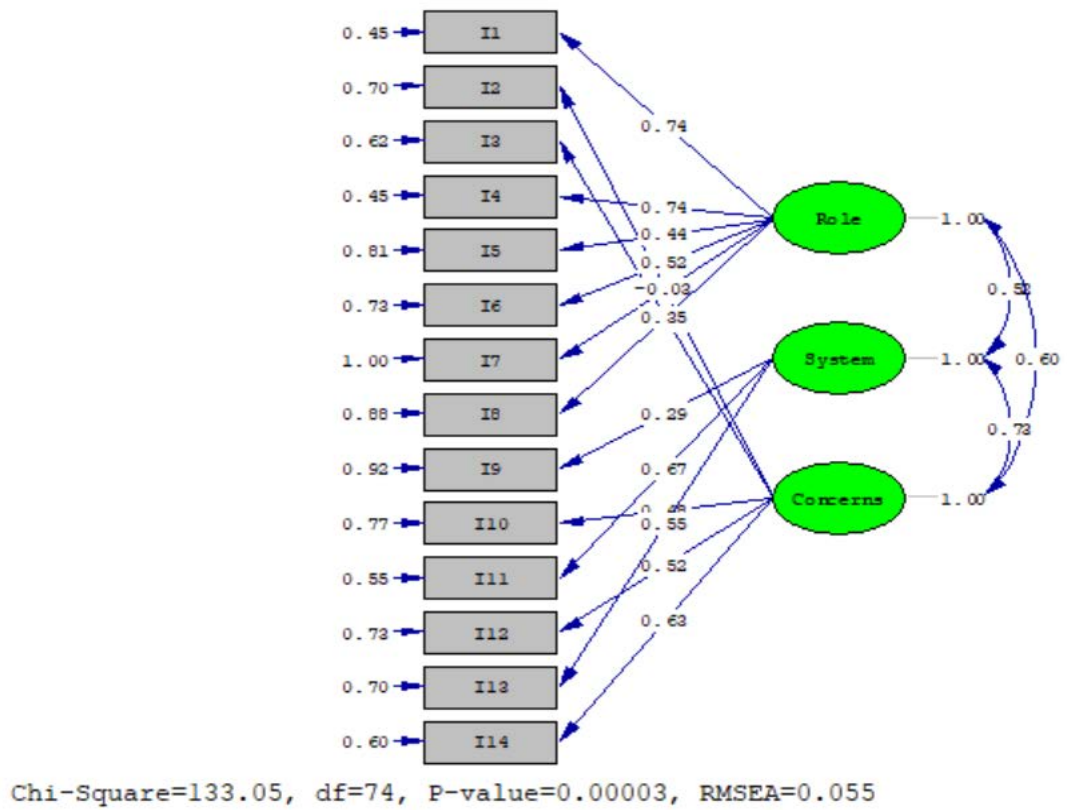 0.45 I1
0.70 I2
0.74
0.62 I3
0.45 I4 0.74 Role 1.00
0.44
0.81 I5
0.52
-0.03
0.73 I6
0.35
1.00 I7 System 1.00 0.60
0.88 I8 0.29
0.73
0.92 I9 0.67
Concerns 1.00
0.77 I10 0.55
0.55 I11 0.52
0.73 I12 0.63
0.70 I13
0.60 I14
Chi-Square=133.05, df=74, P-value=0.00003, RMSEA=0.055